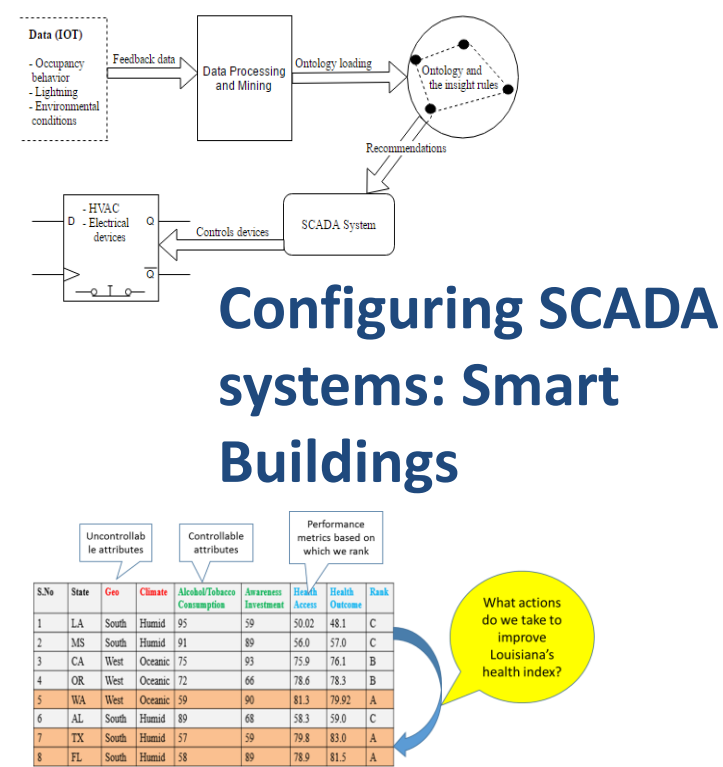 Data (IOT)
- Occupancy
behavior
- Lightning
- Environmental
conditions
Feedback data
Data Processing
and Mining
Ontology loading
Ontology and
the insight rules
Recommendations
SCADA System
Controls devices
- HVAC
- Electrical
devices
D
Q
Q
Configuring SCADA
systems: Smart
Buildings
Uncontrollab
le attributes
Controllable
attributes
Performance
metrics based on
which we rank
S.No State Geo Climate Alcohol/Tobacco Consumption Awareness Investment Health Access Health Outcome Rank
1 LA South Humid 95 59 50.02 48.1 C
2 MS South Humid 91 89 56.0 57.0 C
3 CA West Oceanic 75 93 75.9 76.1 B
4 OR West Oceanic 72 66 78.6 78.3 B
5 WA West Oceanic 59 90 81.3 79.92 A
6 AL South Humid 89 68 58.3 59.0 C
7 TX South Humid 57 59 79.8 83.0 A
8 FL South Humid 58 89 78.9 81.5 A
What actions
do we take to
improve
Louisiana's
health index?